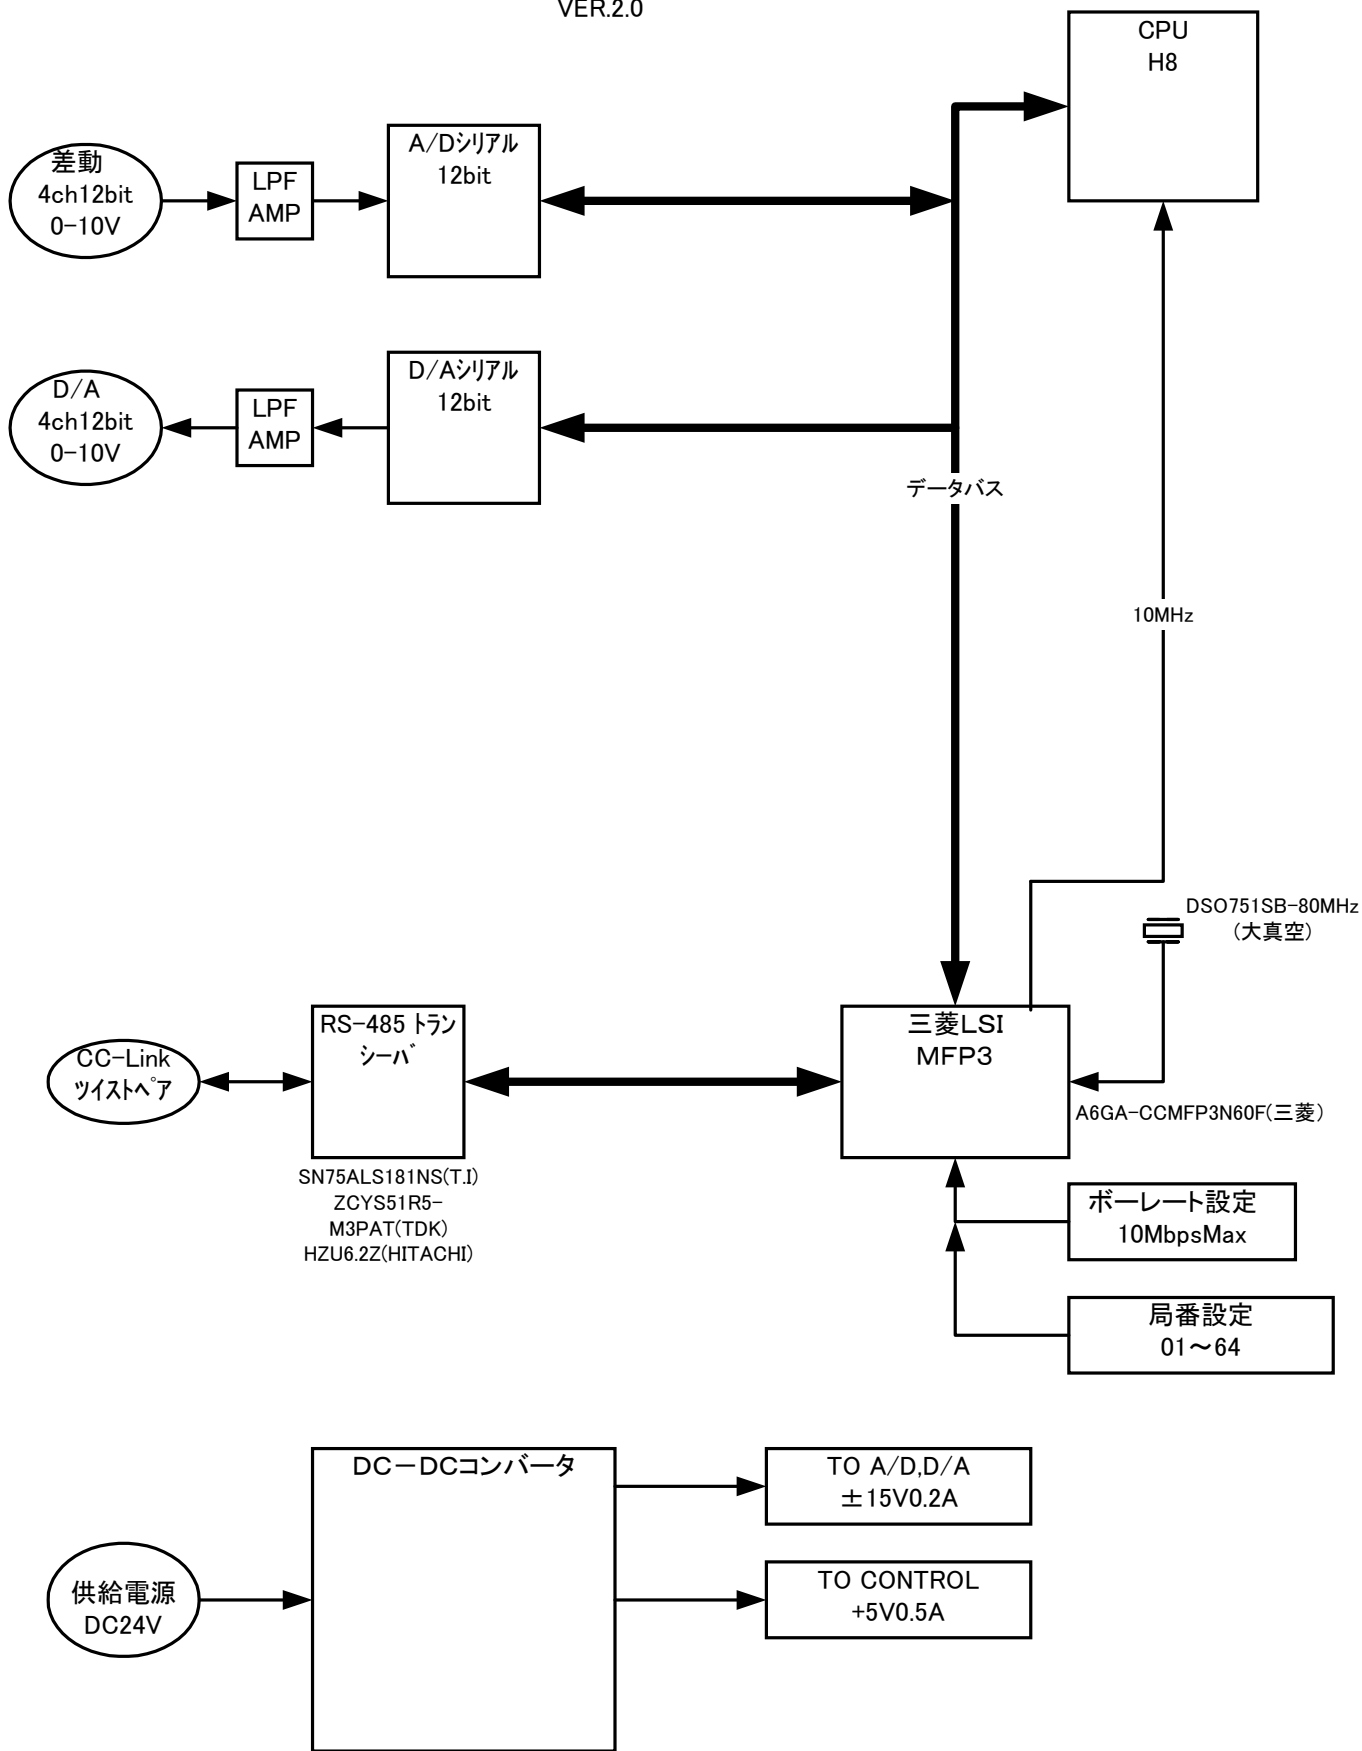 VER.2.0
CPU
H8
差動
4ch12bit
0-10V
LPF
AMP
A/Dｼﾘｱﾙ
12bit
D/A
4ch12bit
0-10V
LPF
AMP
D/Aｼﾘｱﾙ
12bit
データバス
10MHz
DSO751SB-80MHz
(大真空)
CC-Link
ﾂｲｽﾄﾍﾟｱ
RS-485 ﾄﾗﾝ
ｼｰﾊﾞ
三菱LSI
MFP3
A6GA-CCMFP3N60F(三菱）
SN75ALS181NS(T.I)
ZCYS51R5-
M3PAT(TDK)
HZU6.2Z(HITACHI)
ボーレート設定
10MbpsMax
局番設定
01～64
DC－DCコンバータ
TO A/D,D/A
±15V0.2A
供給電源
DC24V
TO CONTROL
+5V0.5A